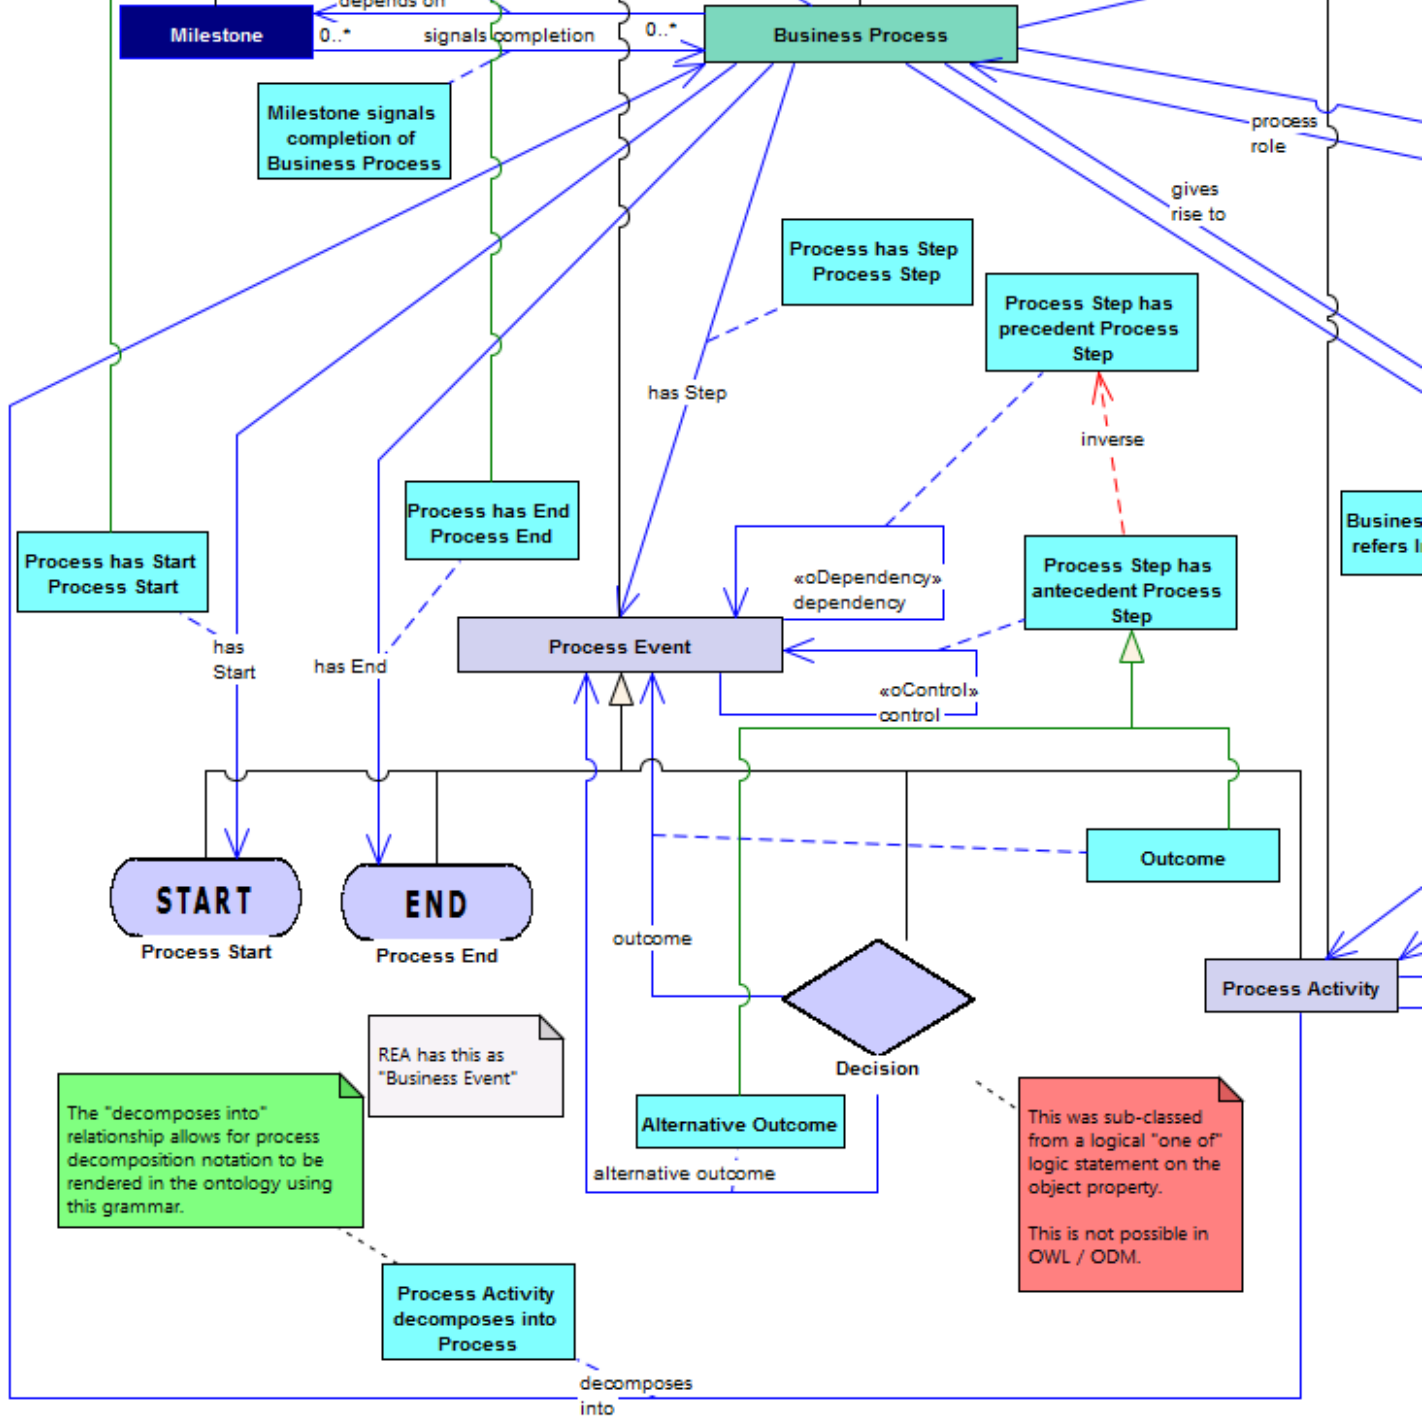 depends on
Milestone
0..*
signals completion
0..*
Business Process
Milestone signals
completion of
Business Process
process
role
gives
rise to
Process has Step
Process Step
Process Step has
precedent Process
Step
has Step
inverse
Process has End
Process End
Process has Start
Process Start
Busines
refers
«oDependency»
dependency
Process Step has
antecedent Process
Step
has
Start
has End
Process Event
«oControl»
control
Outcome
START
Process Start
END
Process End
outcome
Process Activity
Decision
REA has this as
"Business Event"
The "decomposes into"
relationship allows for process
decomposition notation to be
rendered in the ontology using
this grammar.
Alternative Outcome
alternative outcome
This was sub-classed
from a logical "one of"
logic statement on the
object property.
This is not possible in
OWL / ODM.
Process Activity
decomposes into
Process
decomposes
into